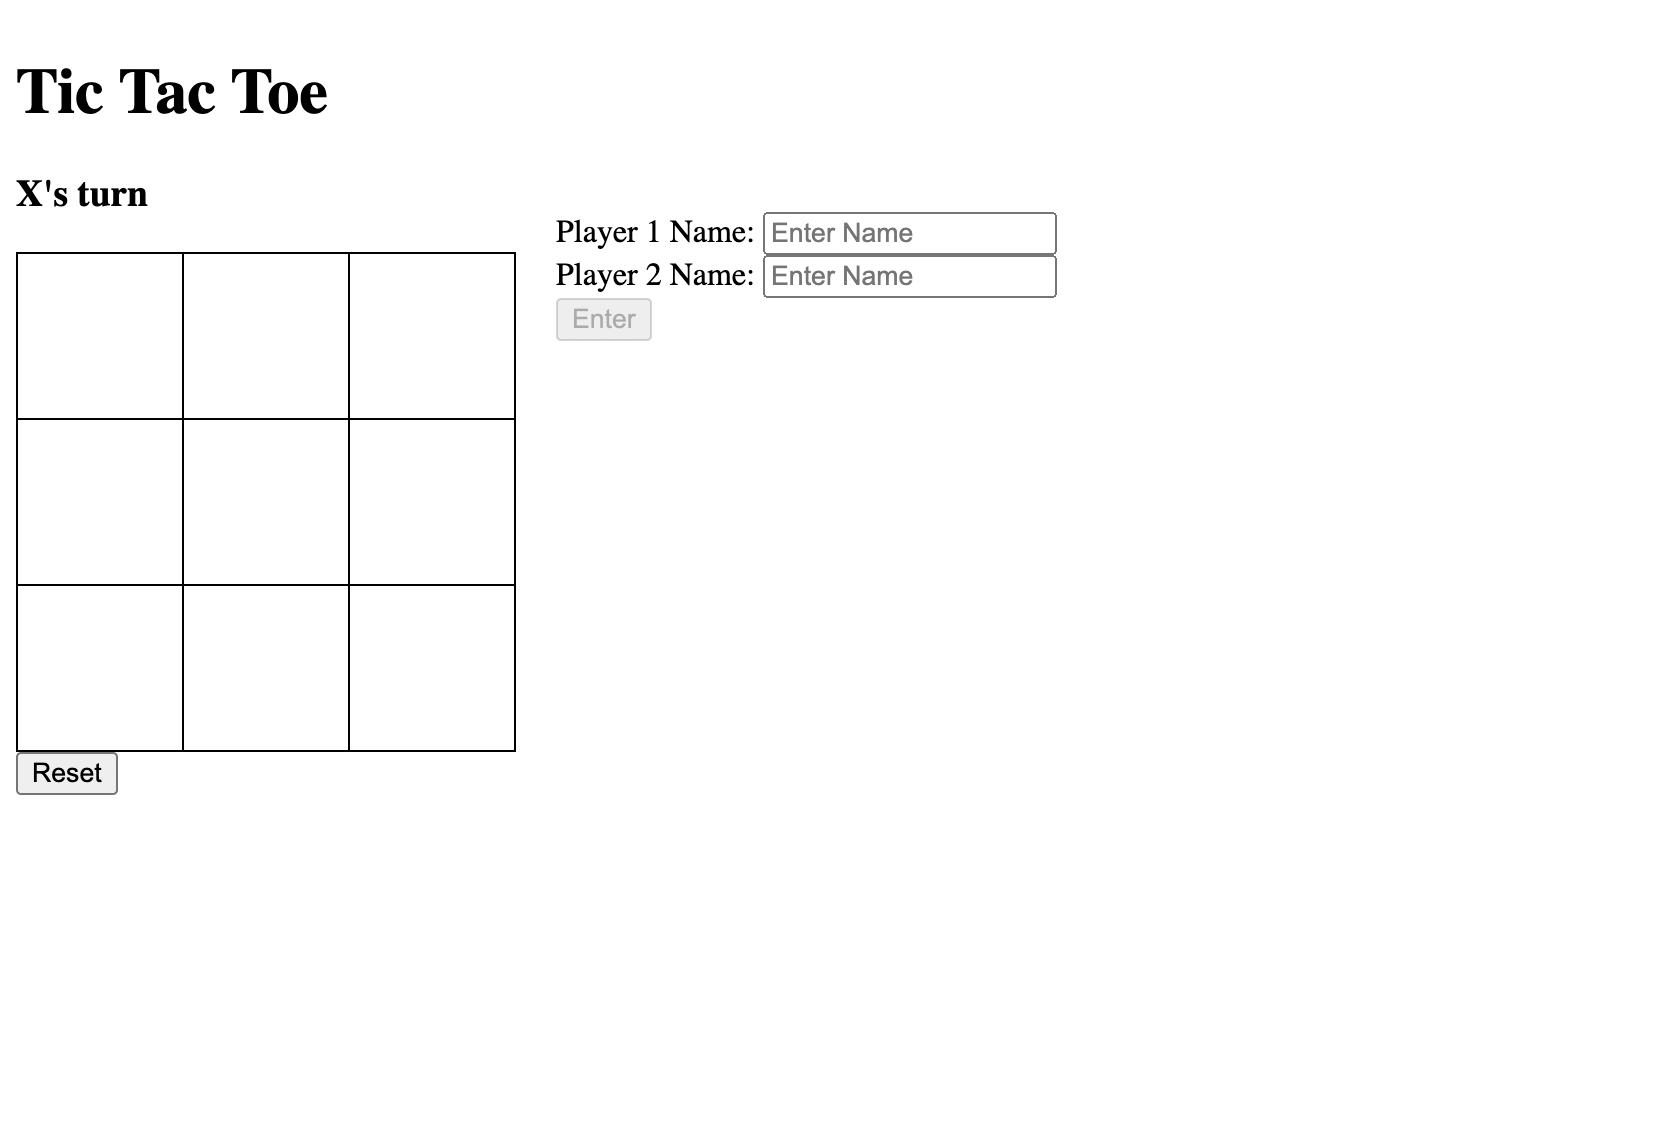 Tic Tac Toe
X's turn
Player 1 Name: Enter Name
Player 2 Name: Enter Name
Enter
Reset